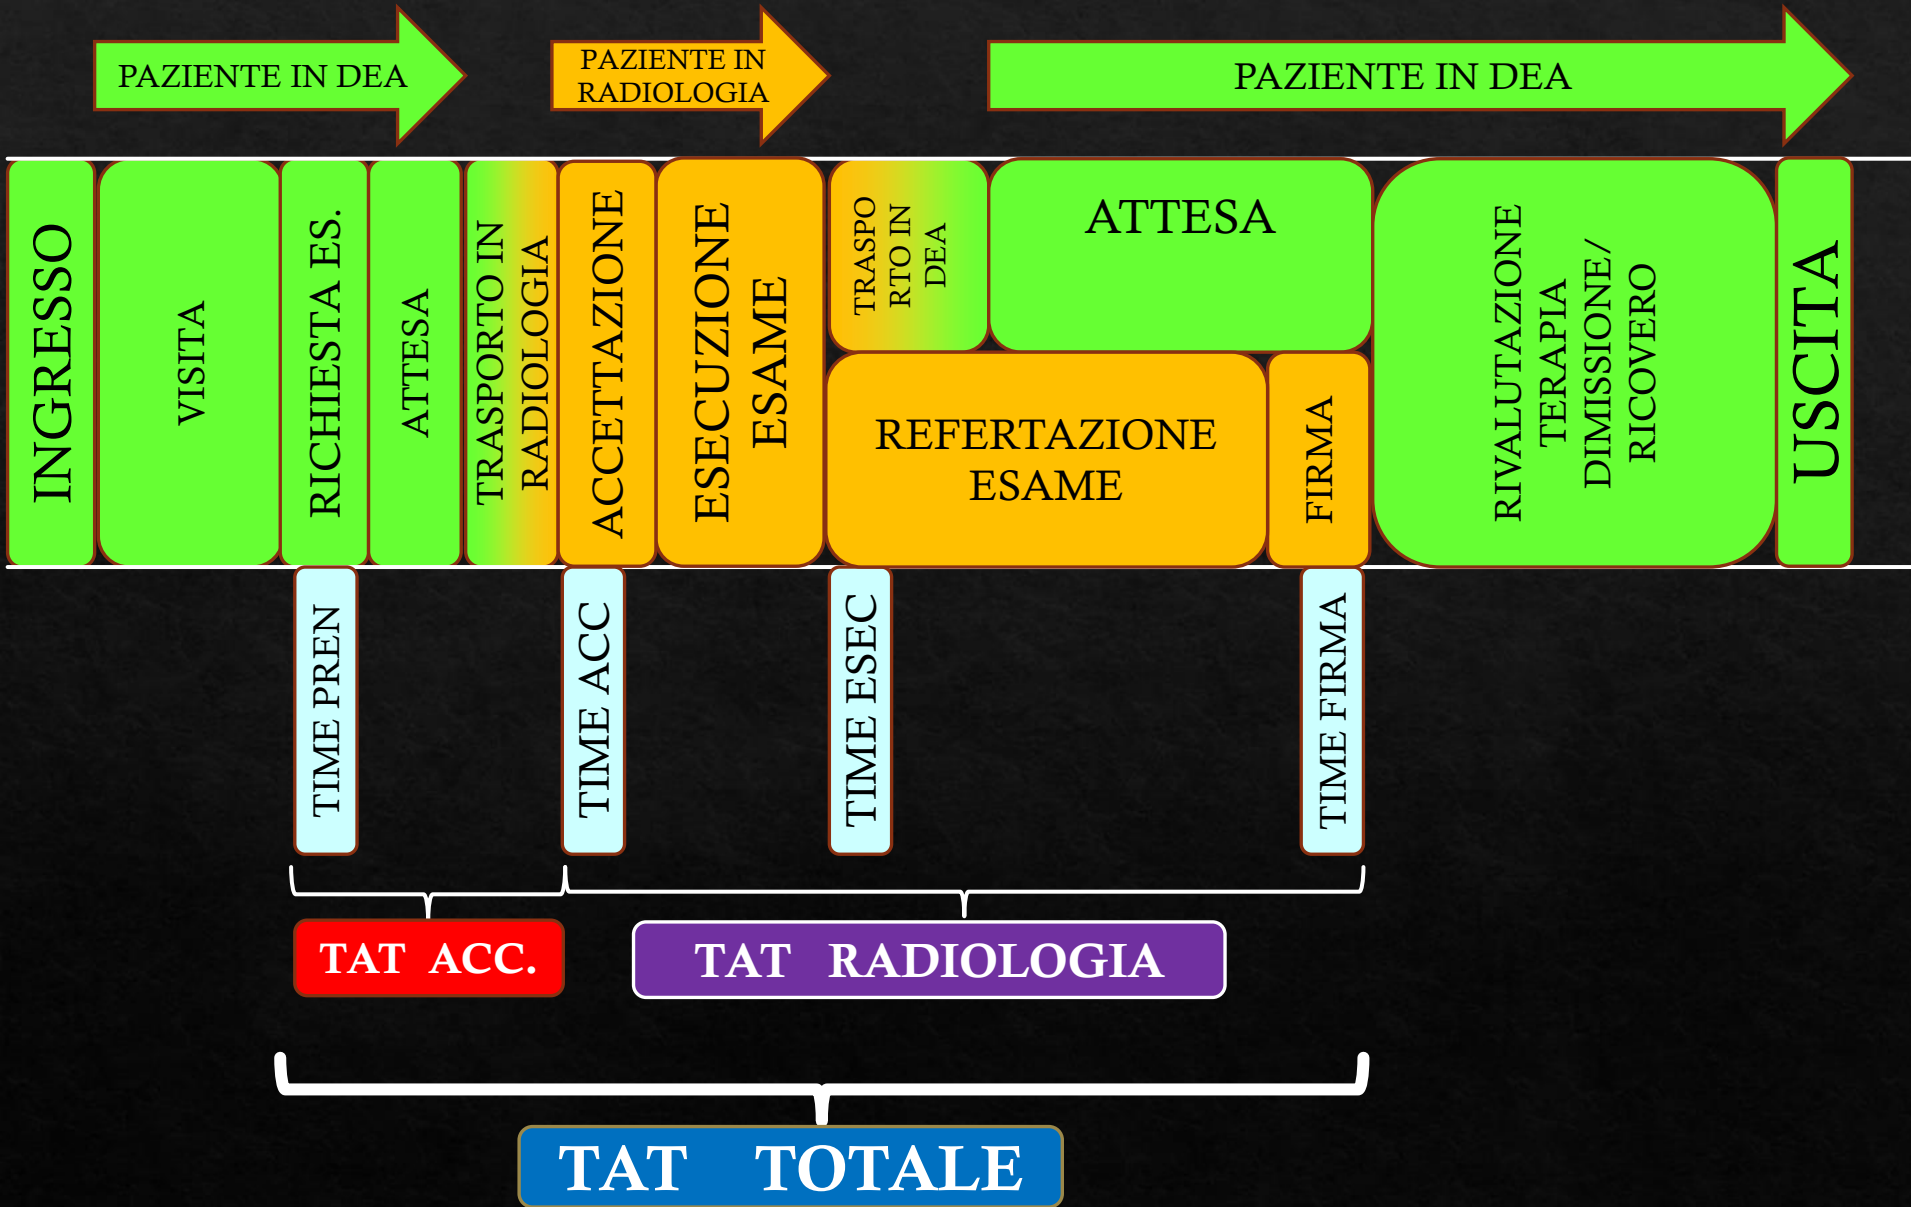 PAZIENTE IN DEA
PAZIENTE IN
RADIOLOGIA
PAZIENTE IN DEA
INGRESSO
VISITA
RICHIESTA ES.
ATTESA
TRASPORTO IN
RADIOLOGIA
ACCETTAZIONE
ESECUZIONE
ESAME
TRASPO
RTO IN
DEA
ATTESA
REFERTAZIONE
ESAME
FIRMA
RIVALUTAZIONE
TERAPIA
DIMISSIONE/
RICOVERO
USCITA
TIME PREN
TIME ACC
TIME ESEC
TIME FIRMA
TAT ACC.
TAT RADIOLOGIA
TAT TOTALE